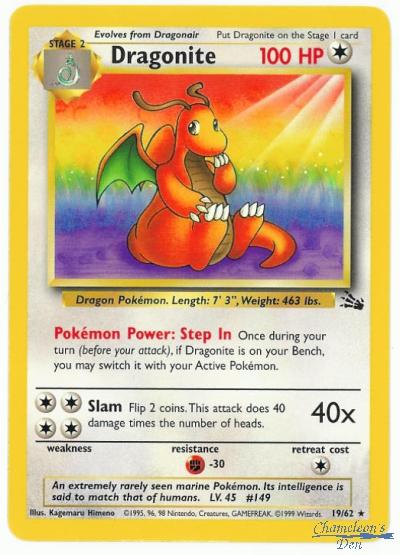 Evolves from Dragonair Put Dragonite on the Stage 1 card
STAGE 2
Dragonite 100 HP
Dragon Pokémon. Length: 7' 3", Weight: 463 lbs.
Pokémon Power: Step In Once during your
turn (before your attack), if Dragonite is on your Bench,
you may switch it with your Active Pokémon.
Slam Flip 2 coins. This attack does 40
damage times the number of heads.
40x
weakness resistance retreat cost
-30
An extremely rarely seen marine Pokémon. Its intelligence is
said to match that of humans. LV. 45 #149
Illus. Kagemaru Himeno ©1995, 96, 98 Nintendo, Creatures, GAMEFREAK. ©1999 Wizards. 19/62 ★
Chameleon's
Den